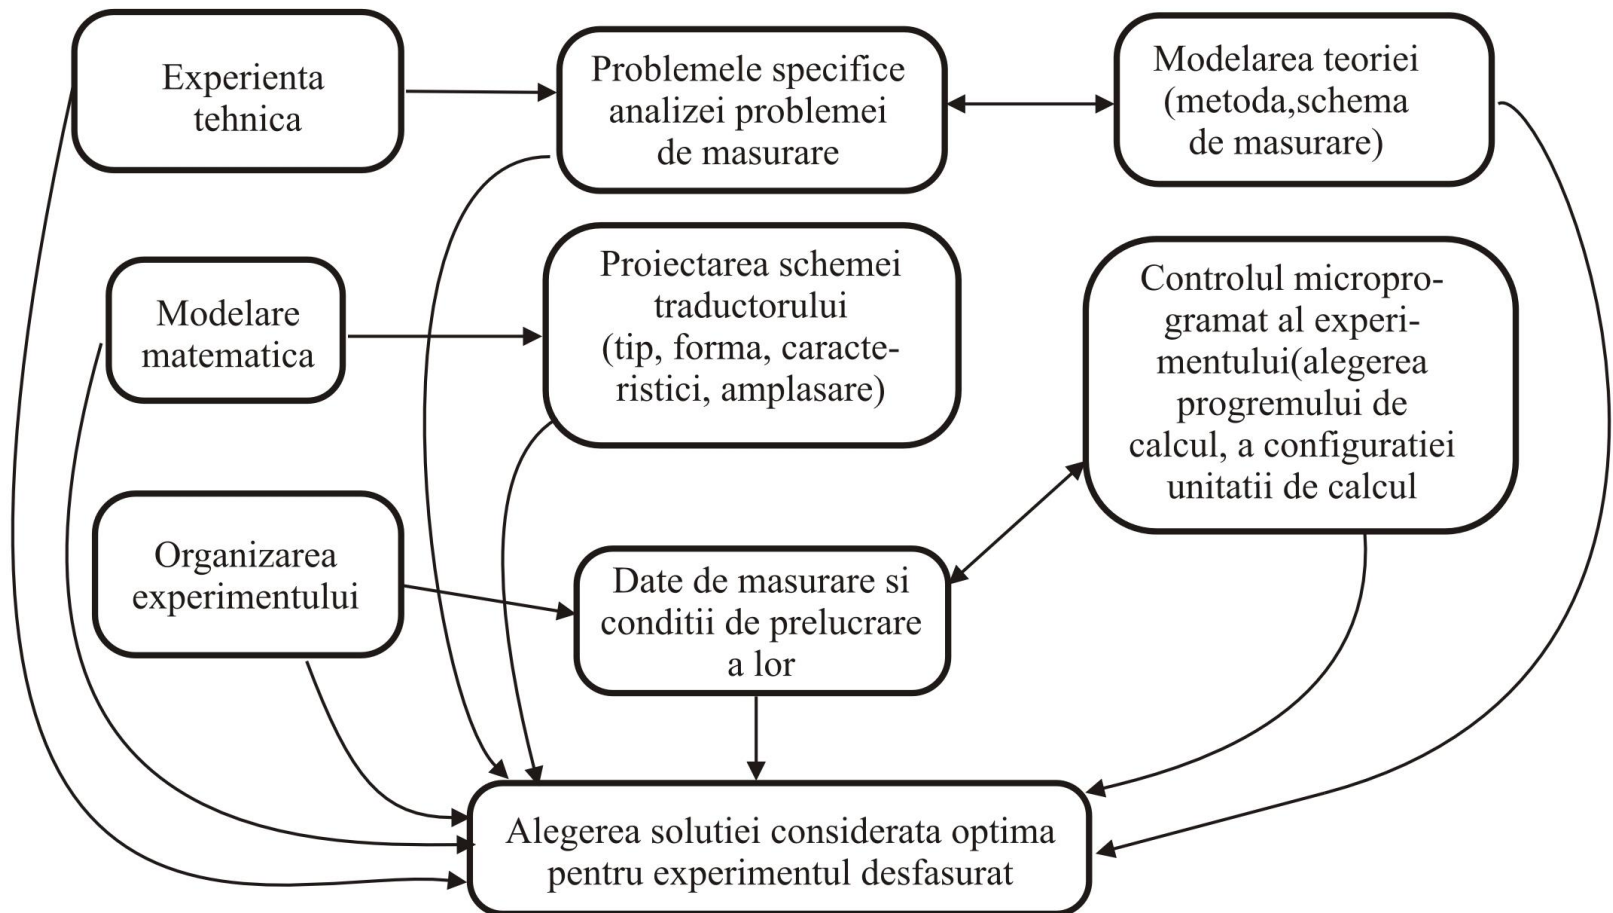 Experienta
tehnica
Problemele specifice
analizei problemei
de masurare
Modelarea teoriei
(metoda,schema
de masurare)
Modelare
matematica
Proiectarea schemei
traductorului
(tip, forma, caracte-
ristici, amplasare)
Controlul micropro-
gramat al experi-
mentului(alegerea
progremului de
calcul, a configuratiei
unitatii de calcul
Organizarea
experimentului
Date de masurare si
conditii de prelucrare
a lor
Alegerea solutiei considerata optima
pentru experimentul desfasurat